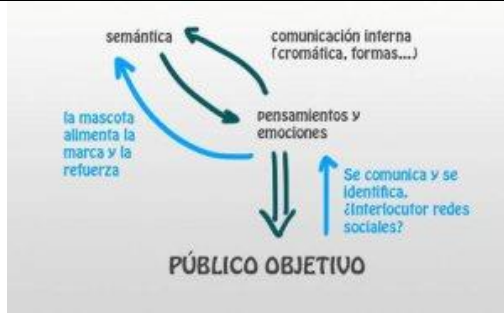 semántica
comunicación interna
(cromática, formas...)
la mascota
alimenta la
marca y la
refuerza
pensamientos y
emociones
Se comunica y se
identifica.
¿Interlocutor redes
sociales?
PÚBLICO OBJETIVO